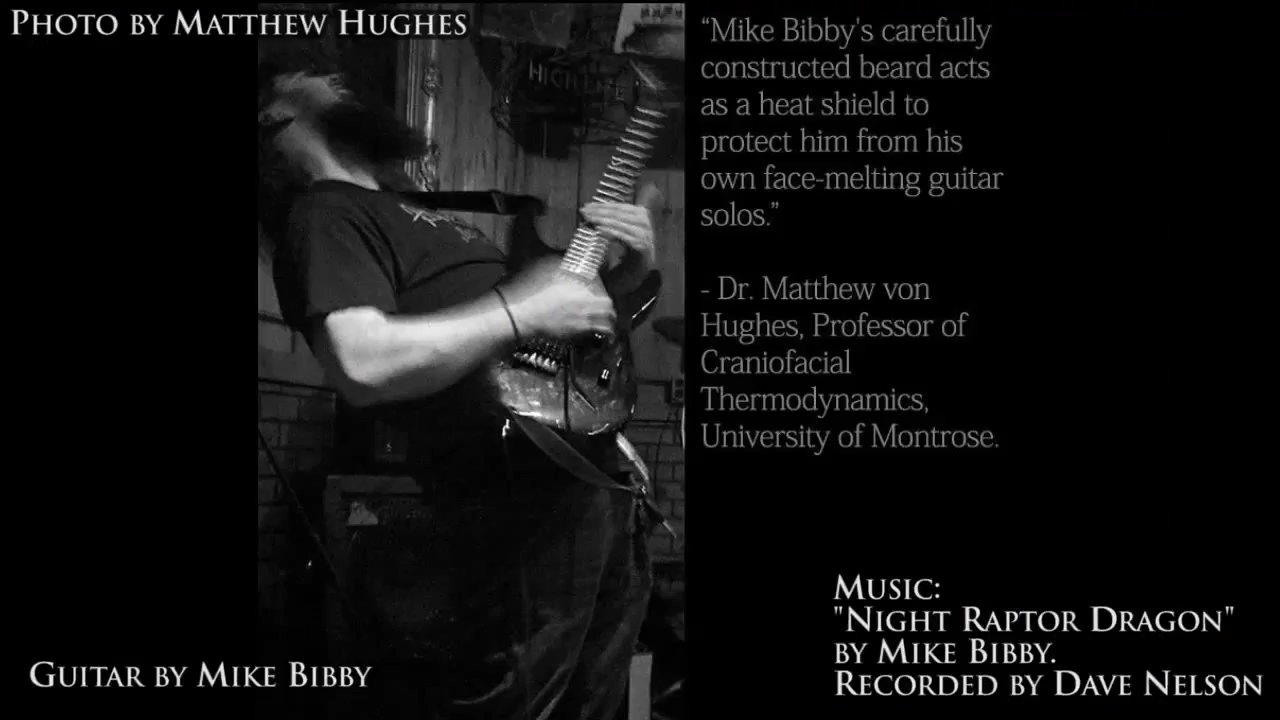 PHOTO BY MATTHEW HUGHES
“Mike Bibby's carefully
constructed beard acts
as a heat shield to
protect him from his
own face-melting guitar
solos.”
- Dr. Matthew von
Hughes, Professor of
Craniofacial
Thermodynamics,
University of Montrose.
HIGH LIFE
GUITAR BY MIKE BIBBY
MUSIC:
"NIGHT RAPTOR DRAGON"
BY MIKE BIBBY.
RECORDED BY DAVE NELSON